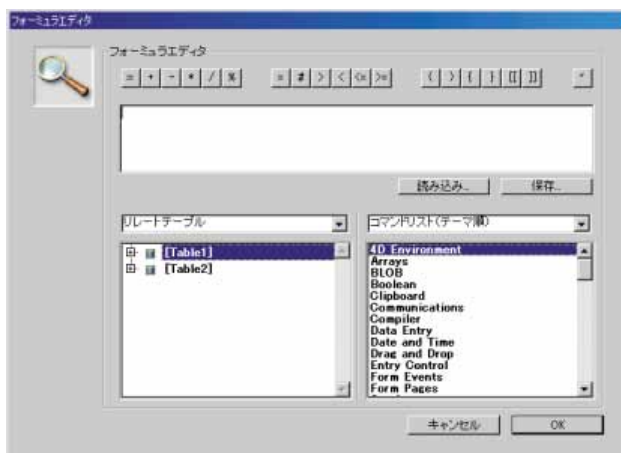 フォーミュラエディタ
フォーミュラエディタ
= + - * / %
= # > < <= >=
( ) { } [[ ]]
読み込み...
保存...
リレートテーブル
[Table1]
[Table2]
コマンドリスト(テーマ順)
4D Environment
Arrays
BLOB
Boolean
Clipboard
Communications
Compiler
Data Entry
Date and Time
Drag and Drop
Entry Control
Form Events
Form Pages
キャンセル
OK